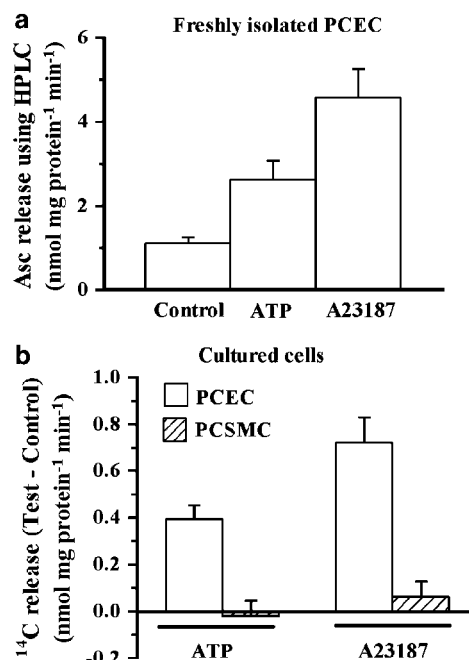 a
Freshly isolated PCEC
Asc release using HPLC
(nmol mg protein⁻¹ min⁻¹)
6
4
2
0
Control ATP A23187
b
Cultured cells
¹⁴C release (Test - Control)
(nmol mg protein⁻¹ min⁻¹)
1.0
0.8
0.6
0.4
0.2
0.0
-0.2
PCEC
PCSMC
ATP A23187